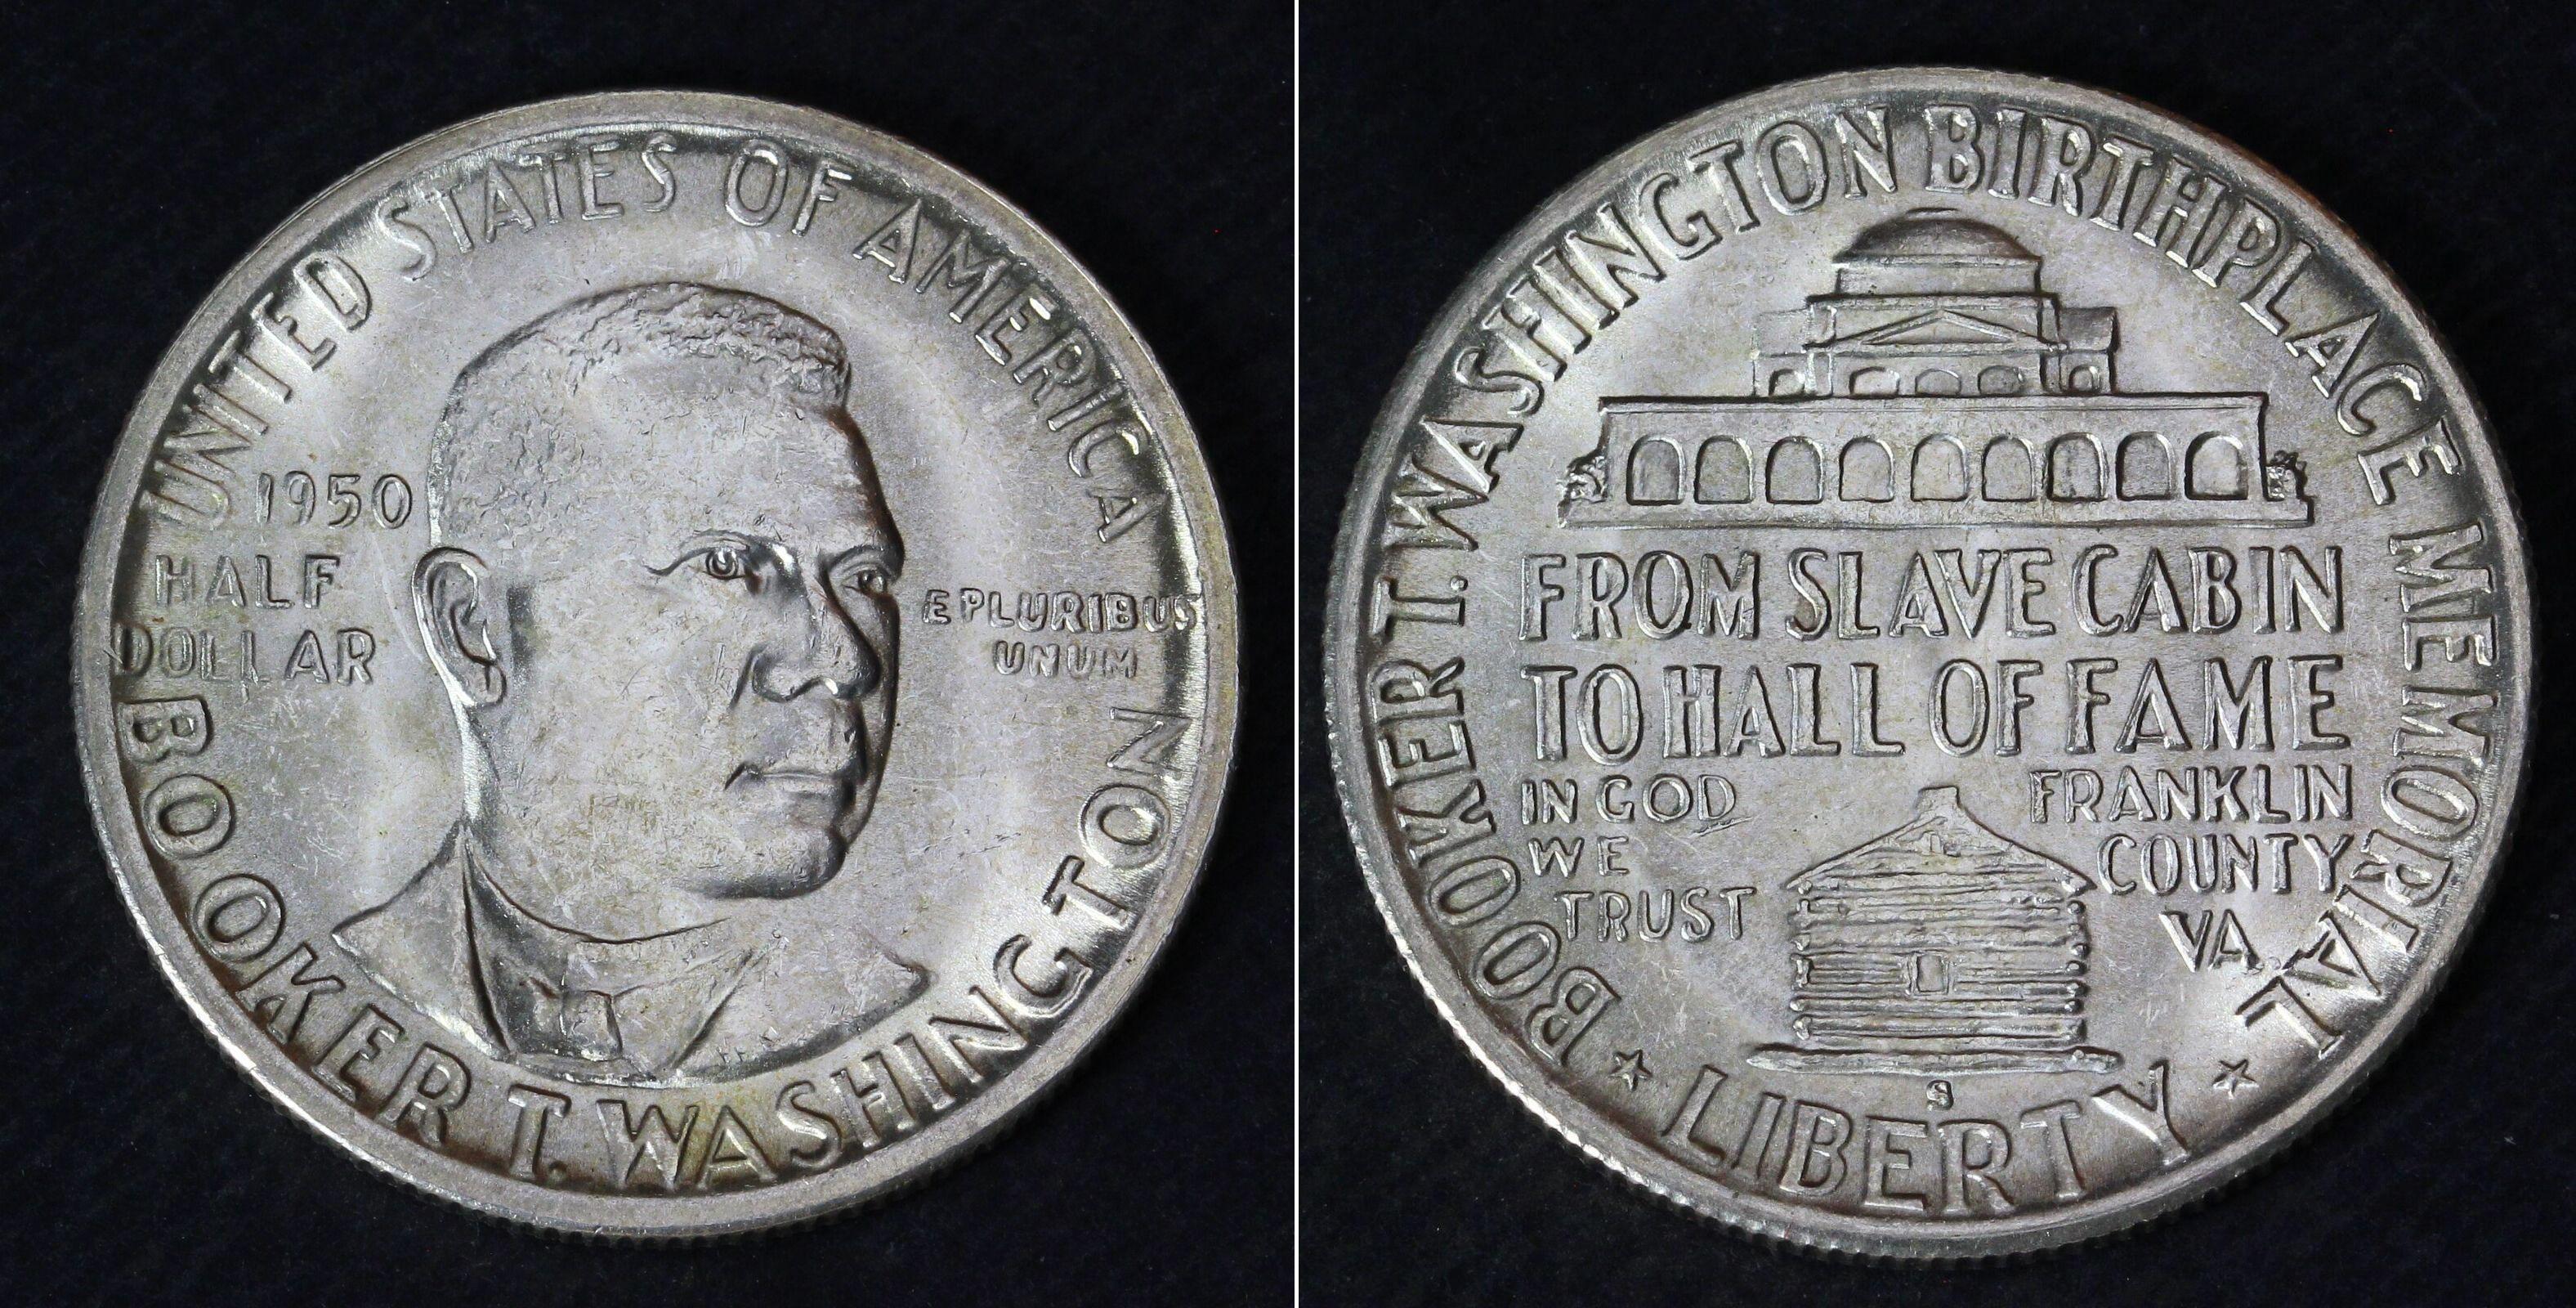 UNITED STATES OF AMERICA
1950
HALF
DOLLAR
E PLURIBUS
UNUM
BOOKER T. WASHINGTON
BOOKER T. WASHINGTON BIRTHPLACE MEMORIAL
FROM SLAVE CABIN
TO HALL OF FAME
IN GOD
WE
TRUST
FRANKLIN
COUNTY
VA.
S
★ LIBERTY ★